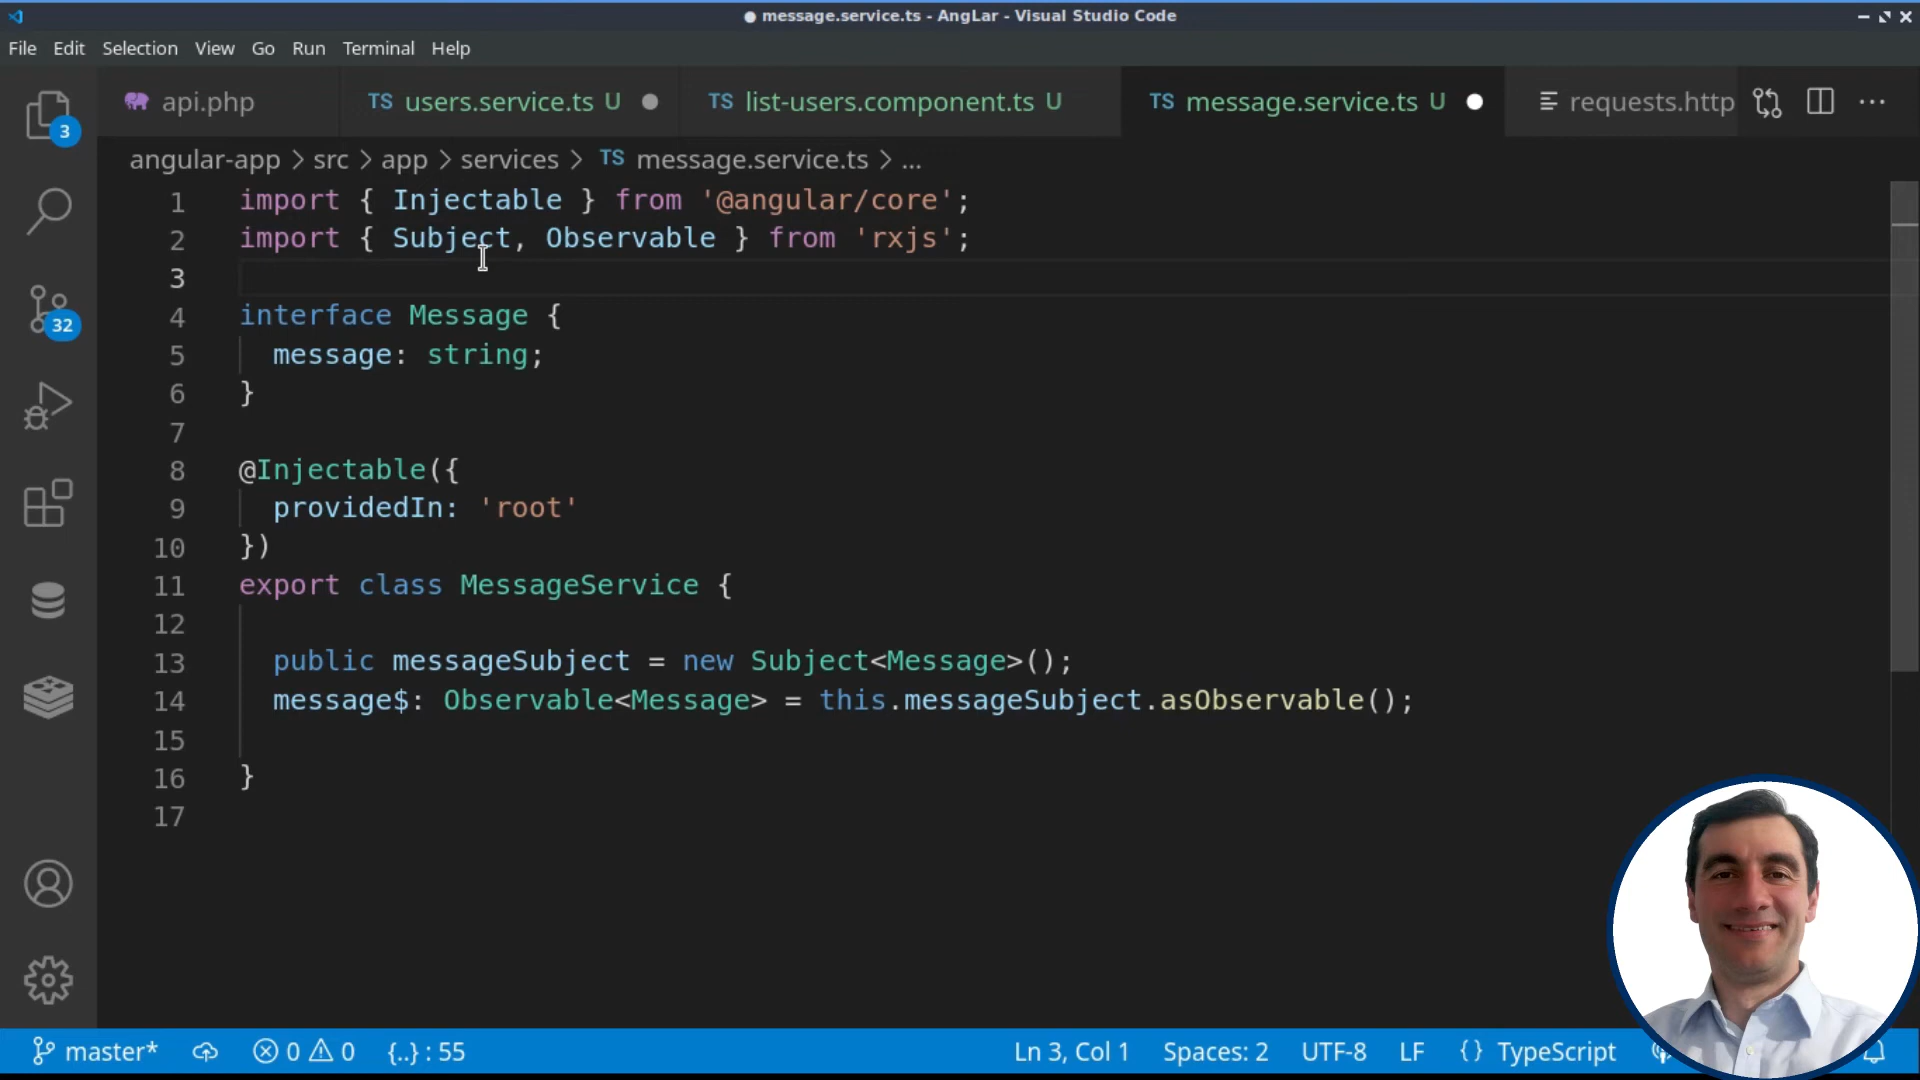 ● message.service.ts - AngLar - Visual Studio Code
File Edit Selection View Go Run Terminal Help
api.php TS users.service.ts U ● TS list-users.component.ts U TS message.service.ts U ● requests.http ...
3
32
angular-app > src > app > services > TS message.service.ts > ...
1 import { Injectable } from '@angular/core';
2 import { Subject, Observable } from 'rxjs';
3
4 interface Message {
5 message: string;
6 }
7
8 @Injectable({
9 providedIn: 'root'
10 })
11 export class MessageService {
12
13 public messageSubject = new Subject<Message>();
14 message$: Observable<Message> = this.messageSubject.asObservable();
15
16 }
17
master* 0 0 {..} : 55 Ln 3, Col 1 Spaces: 2 UTF-8 LF {} TypeScript